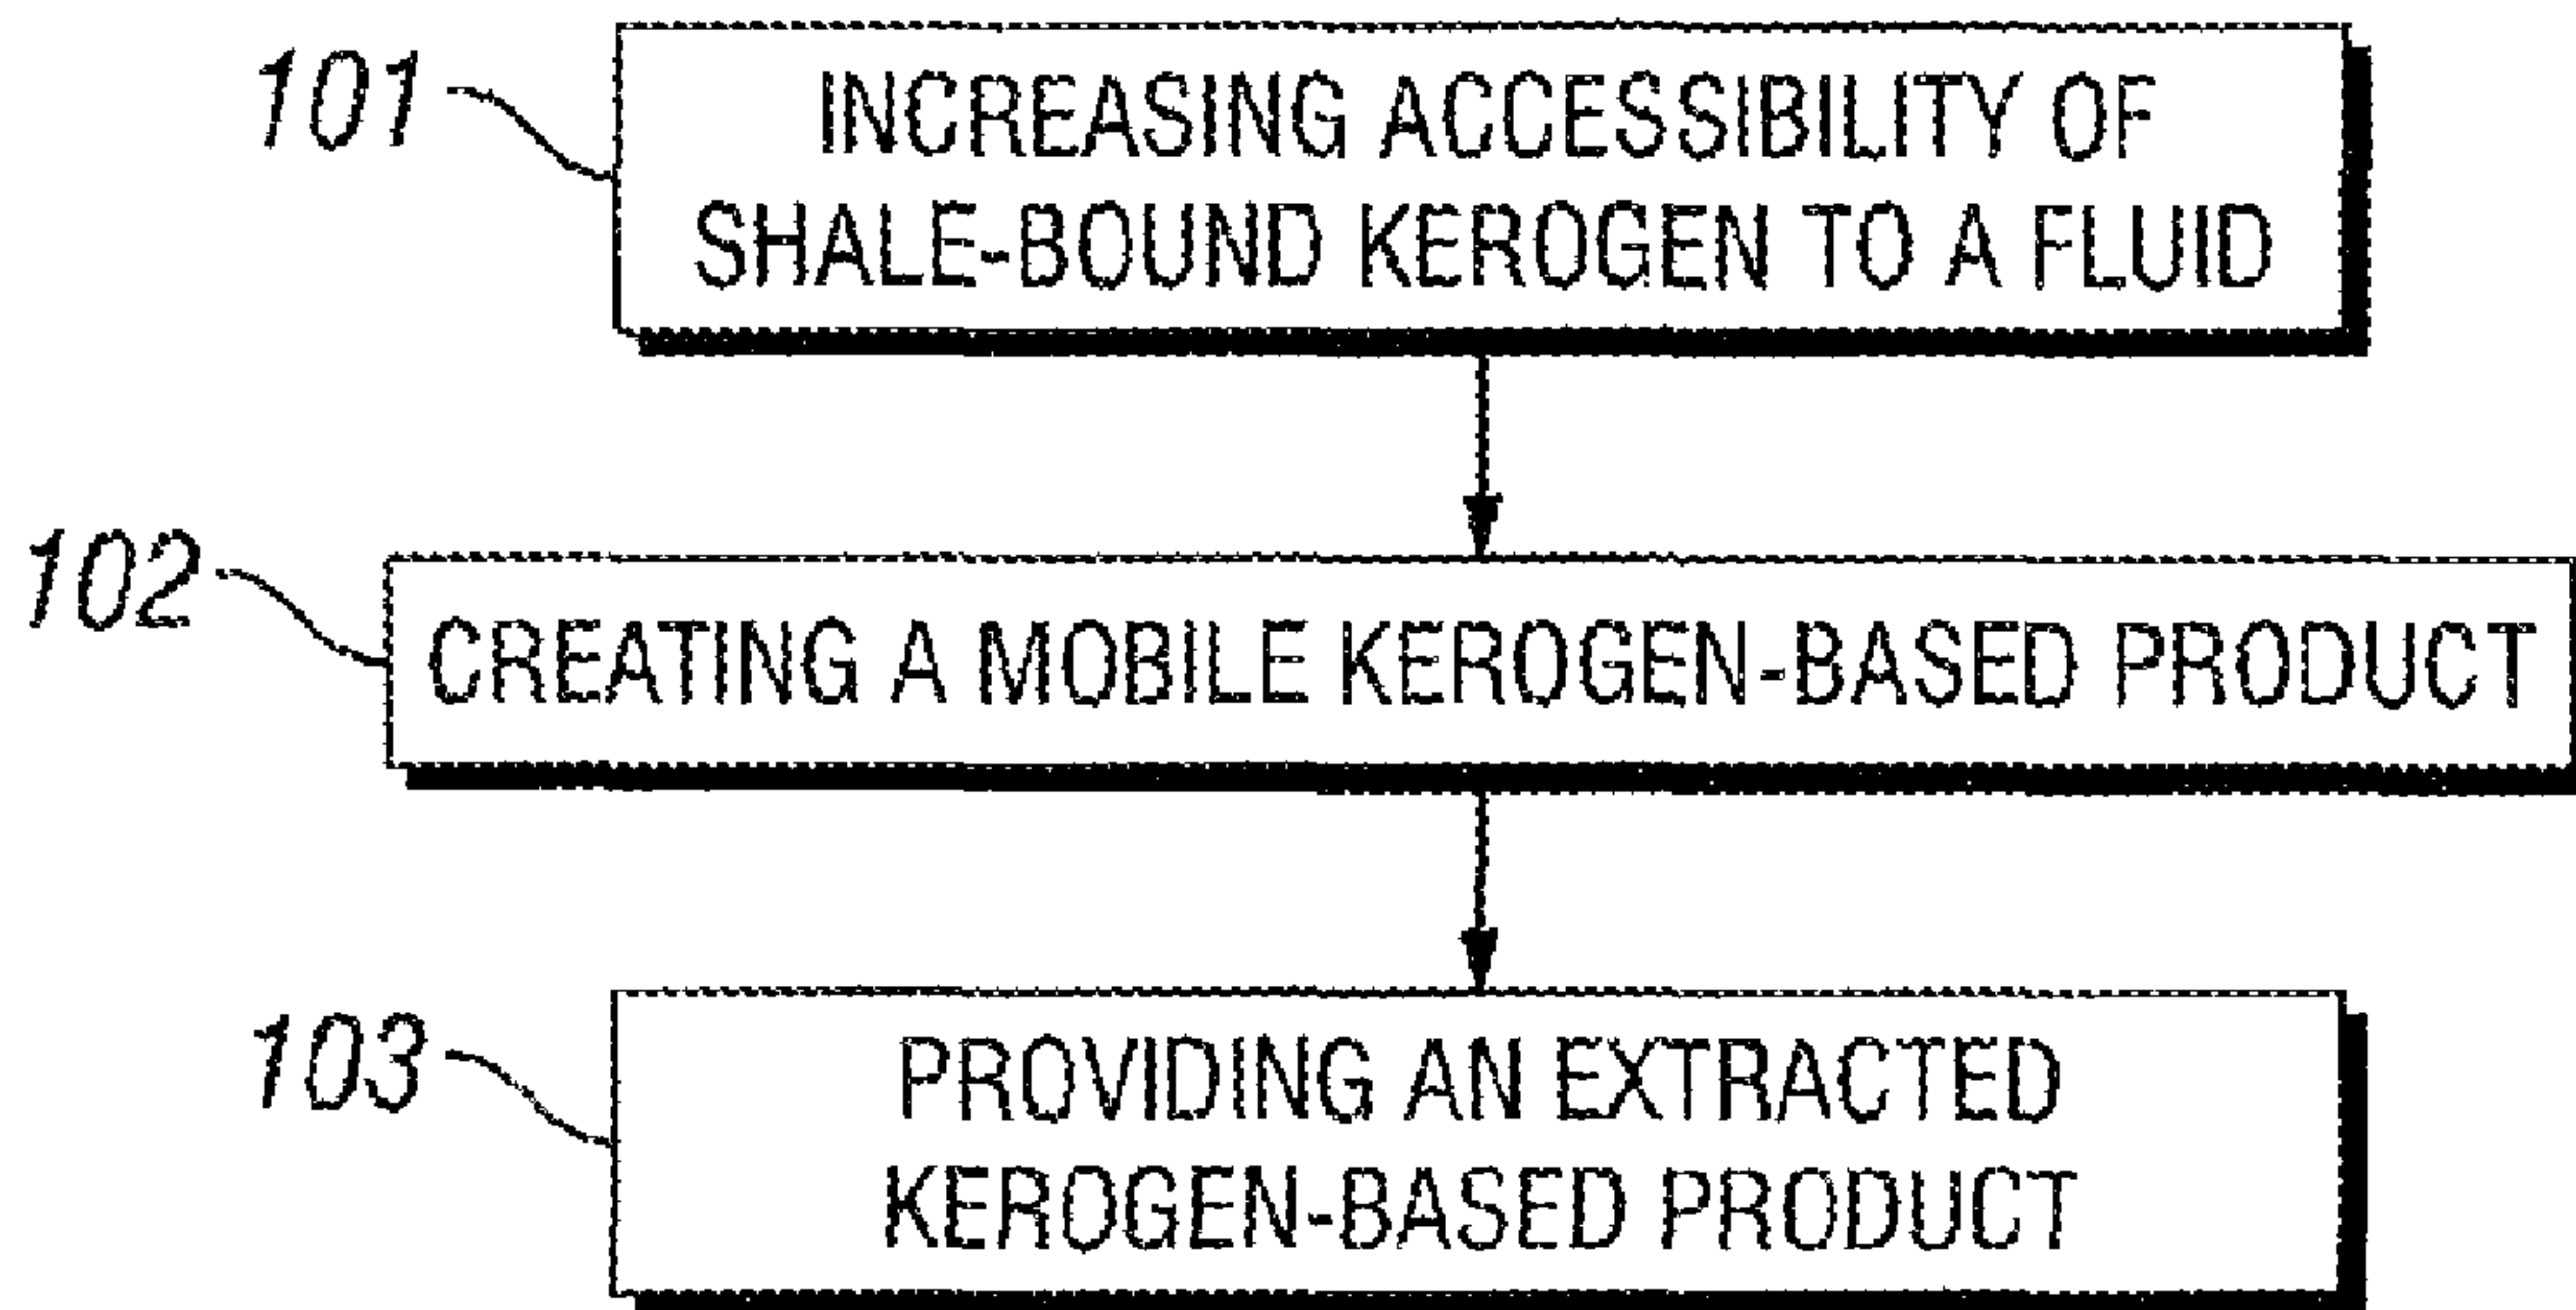 101
INCREASING ACCESSIBILITY OF
SHALE-BOUND KEROGEN TO A FLUID
102
CREATING A MOBILE KEROGEN-BASED PRODUCT
103
PROVIDING AN EXTRACTED
KEROGEN-BASED PRODUCT